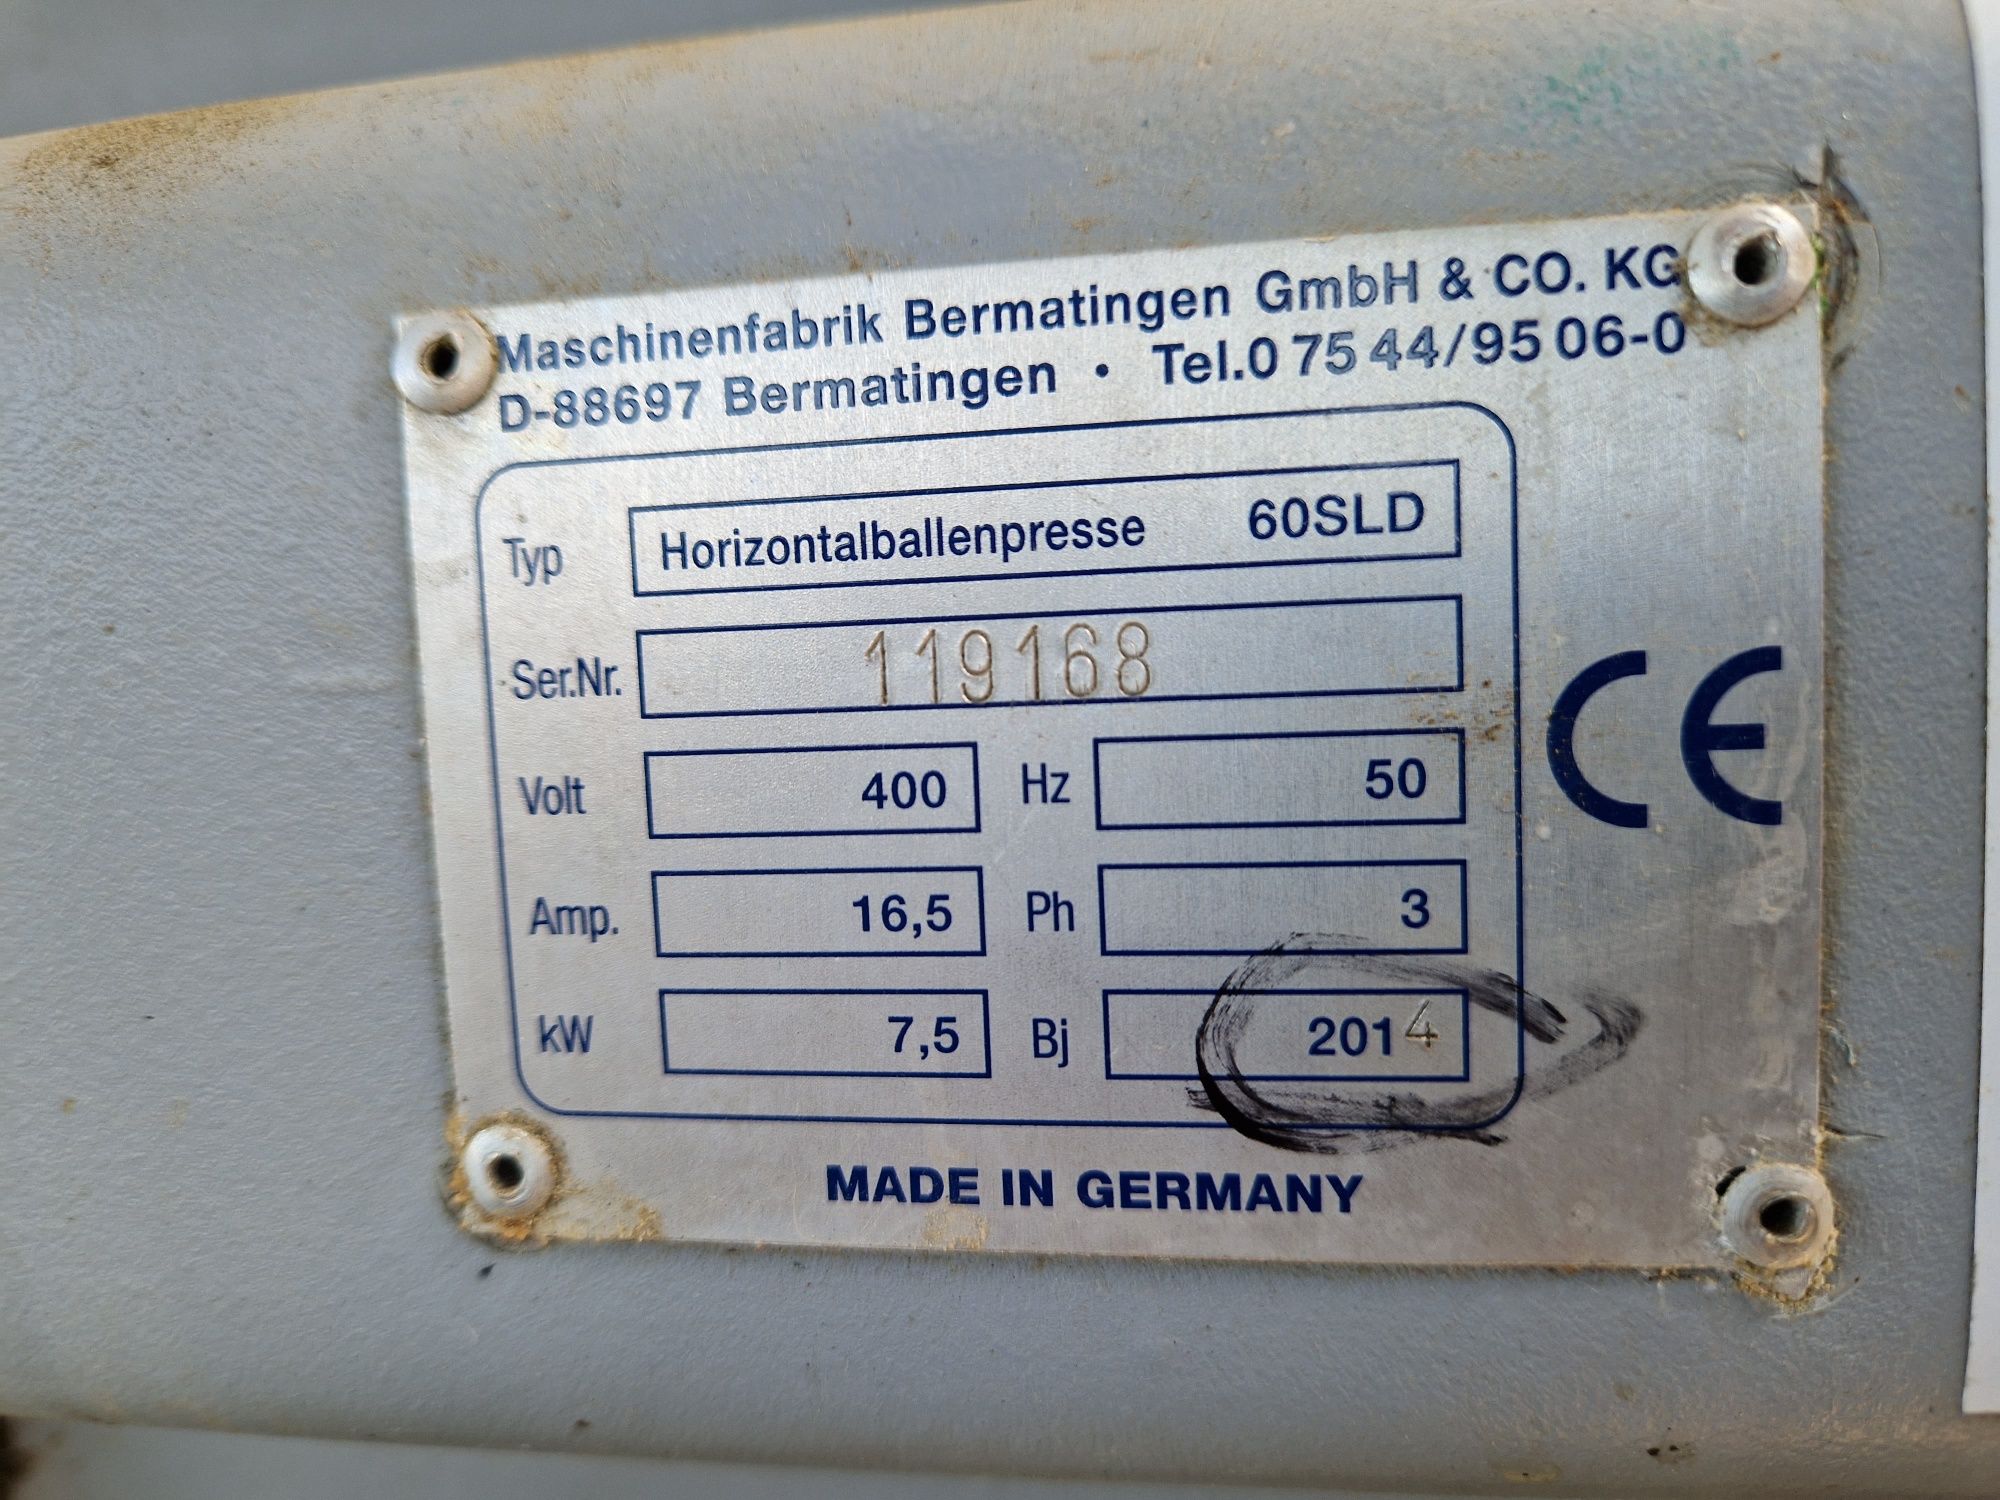 Maschinenfabrik Bermatingen GmbH & CO. KG
D-88697 Bermatingen • Tel.0 75 44/95 06-0
Typ Horizontalballenpresse 60SLD
Ser.Nr. 119168
Volt 400 Hz 50
Amp. 16,5 Ph 3
kW 7,5 Bj 2014
CE
MADE IN GERMANY